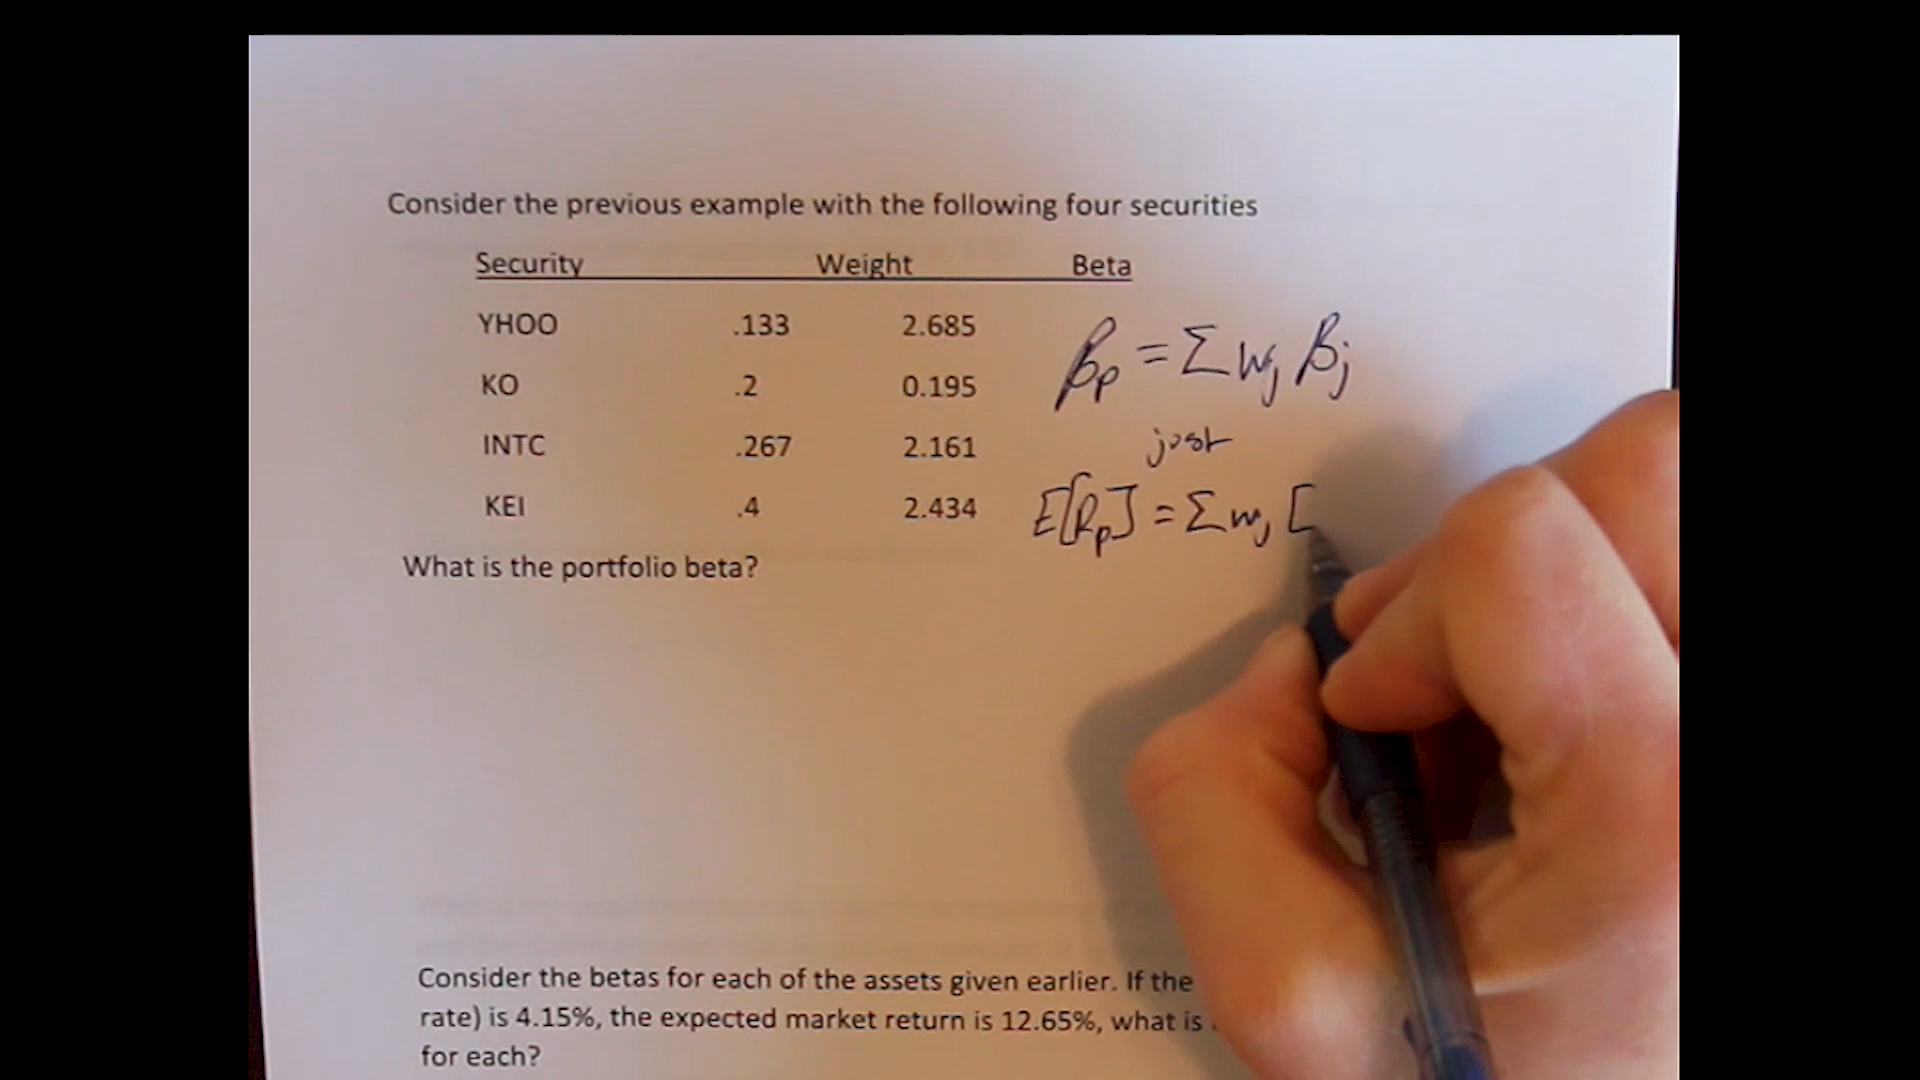 Consider the previous example with the following four securities
Security Weight Beta
YHOO .133 2.685
KO .2 0.195
INTC .267 2.161
KEI .4 2.434
βp = Σ wj βj
just
E[Rp] = Σ wj [
What is the portfolio beta?
Consider the betas for each of the assets given earlier. If the
rate) is 4.15%, the expected market return is 12.65%, what is
for each?